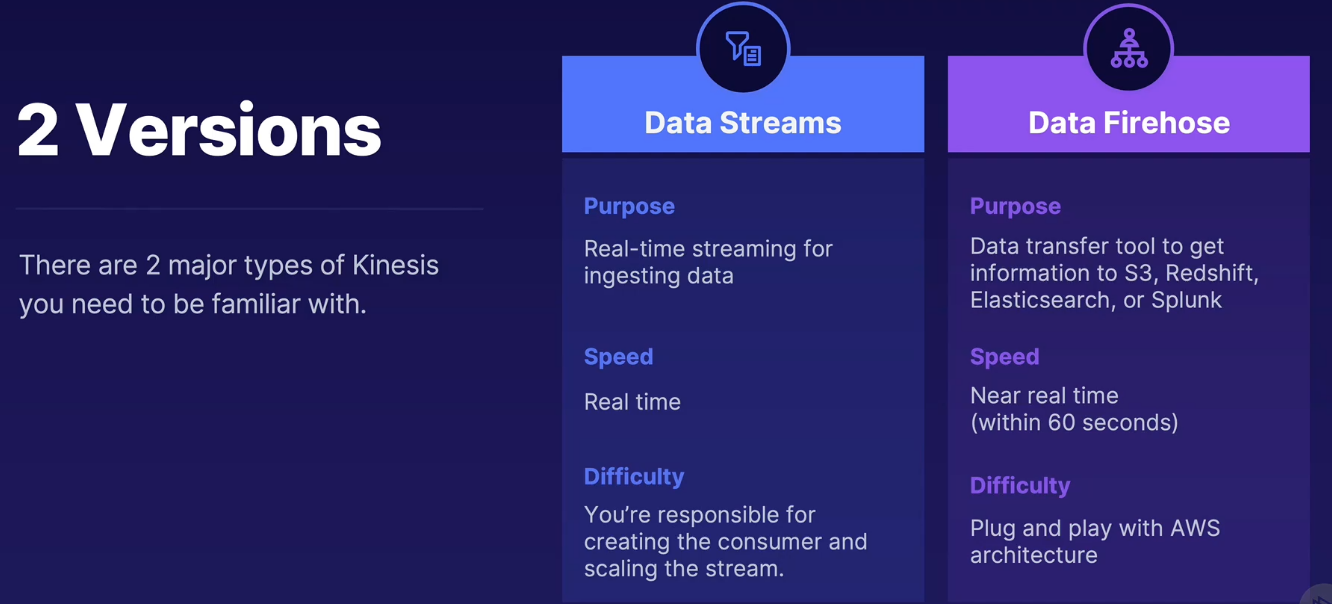 2 Versions
There are 2 major types of Kinesis
you need to be familiar with.
Data Streams
Purpose
Real-time streaming for
ingesting data
Speed
Real time
Difficulty
You’re responsible for
creating the consumer and
scaling the stream.
Data Firehose
Purpose
Data transfer tool to get
information to S3, Redshift,
Elasticsearch, or Splunk
Speed
Near real time
(within 60 seconds)
Difficulty
Plug and play with AWS
architecture